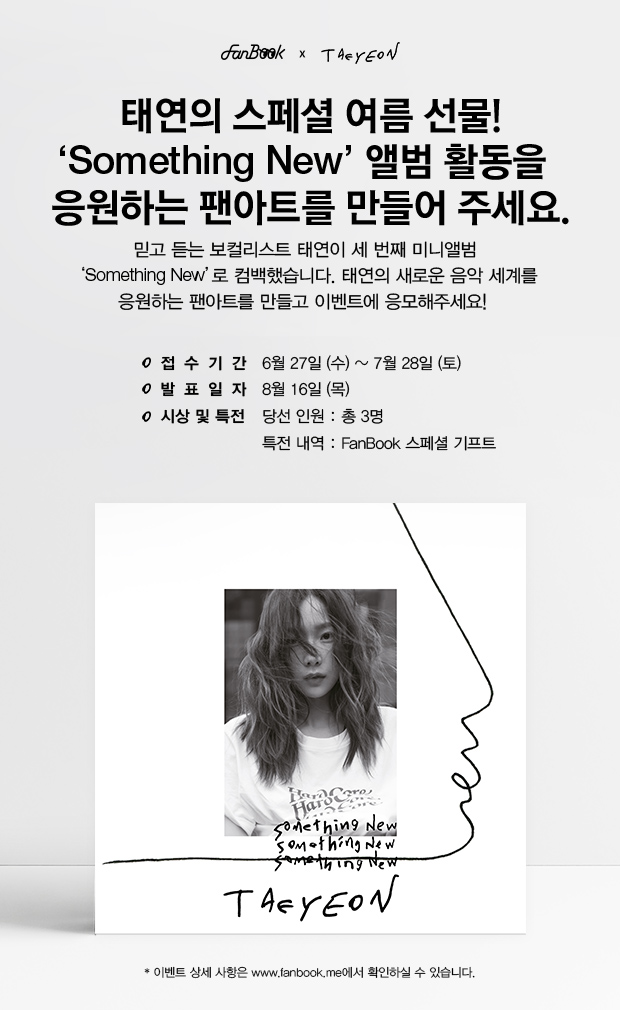 FanBook x TAEYEON
태연의 스페셜 여름 선물!
‘Something New’ 앨범 활동을
응원하는 팬아트를 만들어 주세요.
믿고 듣는 보컬리스트 태연이 세 번째 미니앨범
‘Something New’로 컴백했습니다. 태연의 새로운 음악 세계를
응원하는 팬아트를 만들고 이벤트에 응모해주세요!
접 수 기 간 6월 27일 (수) ~ 7월 28일 (토)
발 표 일 자 8월 16일 (목)
시상 및 특전 당선 인원 : 총 3명
특전 내역 : FanBook 스페셜 기프트
new
HardCore
HardCore
something New
something New
something New
TAEYEON
* 이벤트 상세 사항은 www.fanbook.me에서 확인하실 수 있습니다.